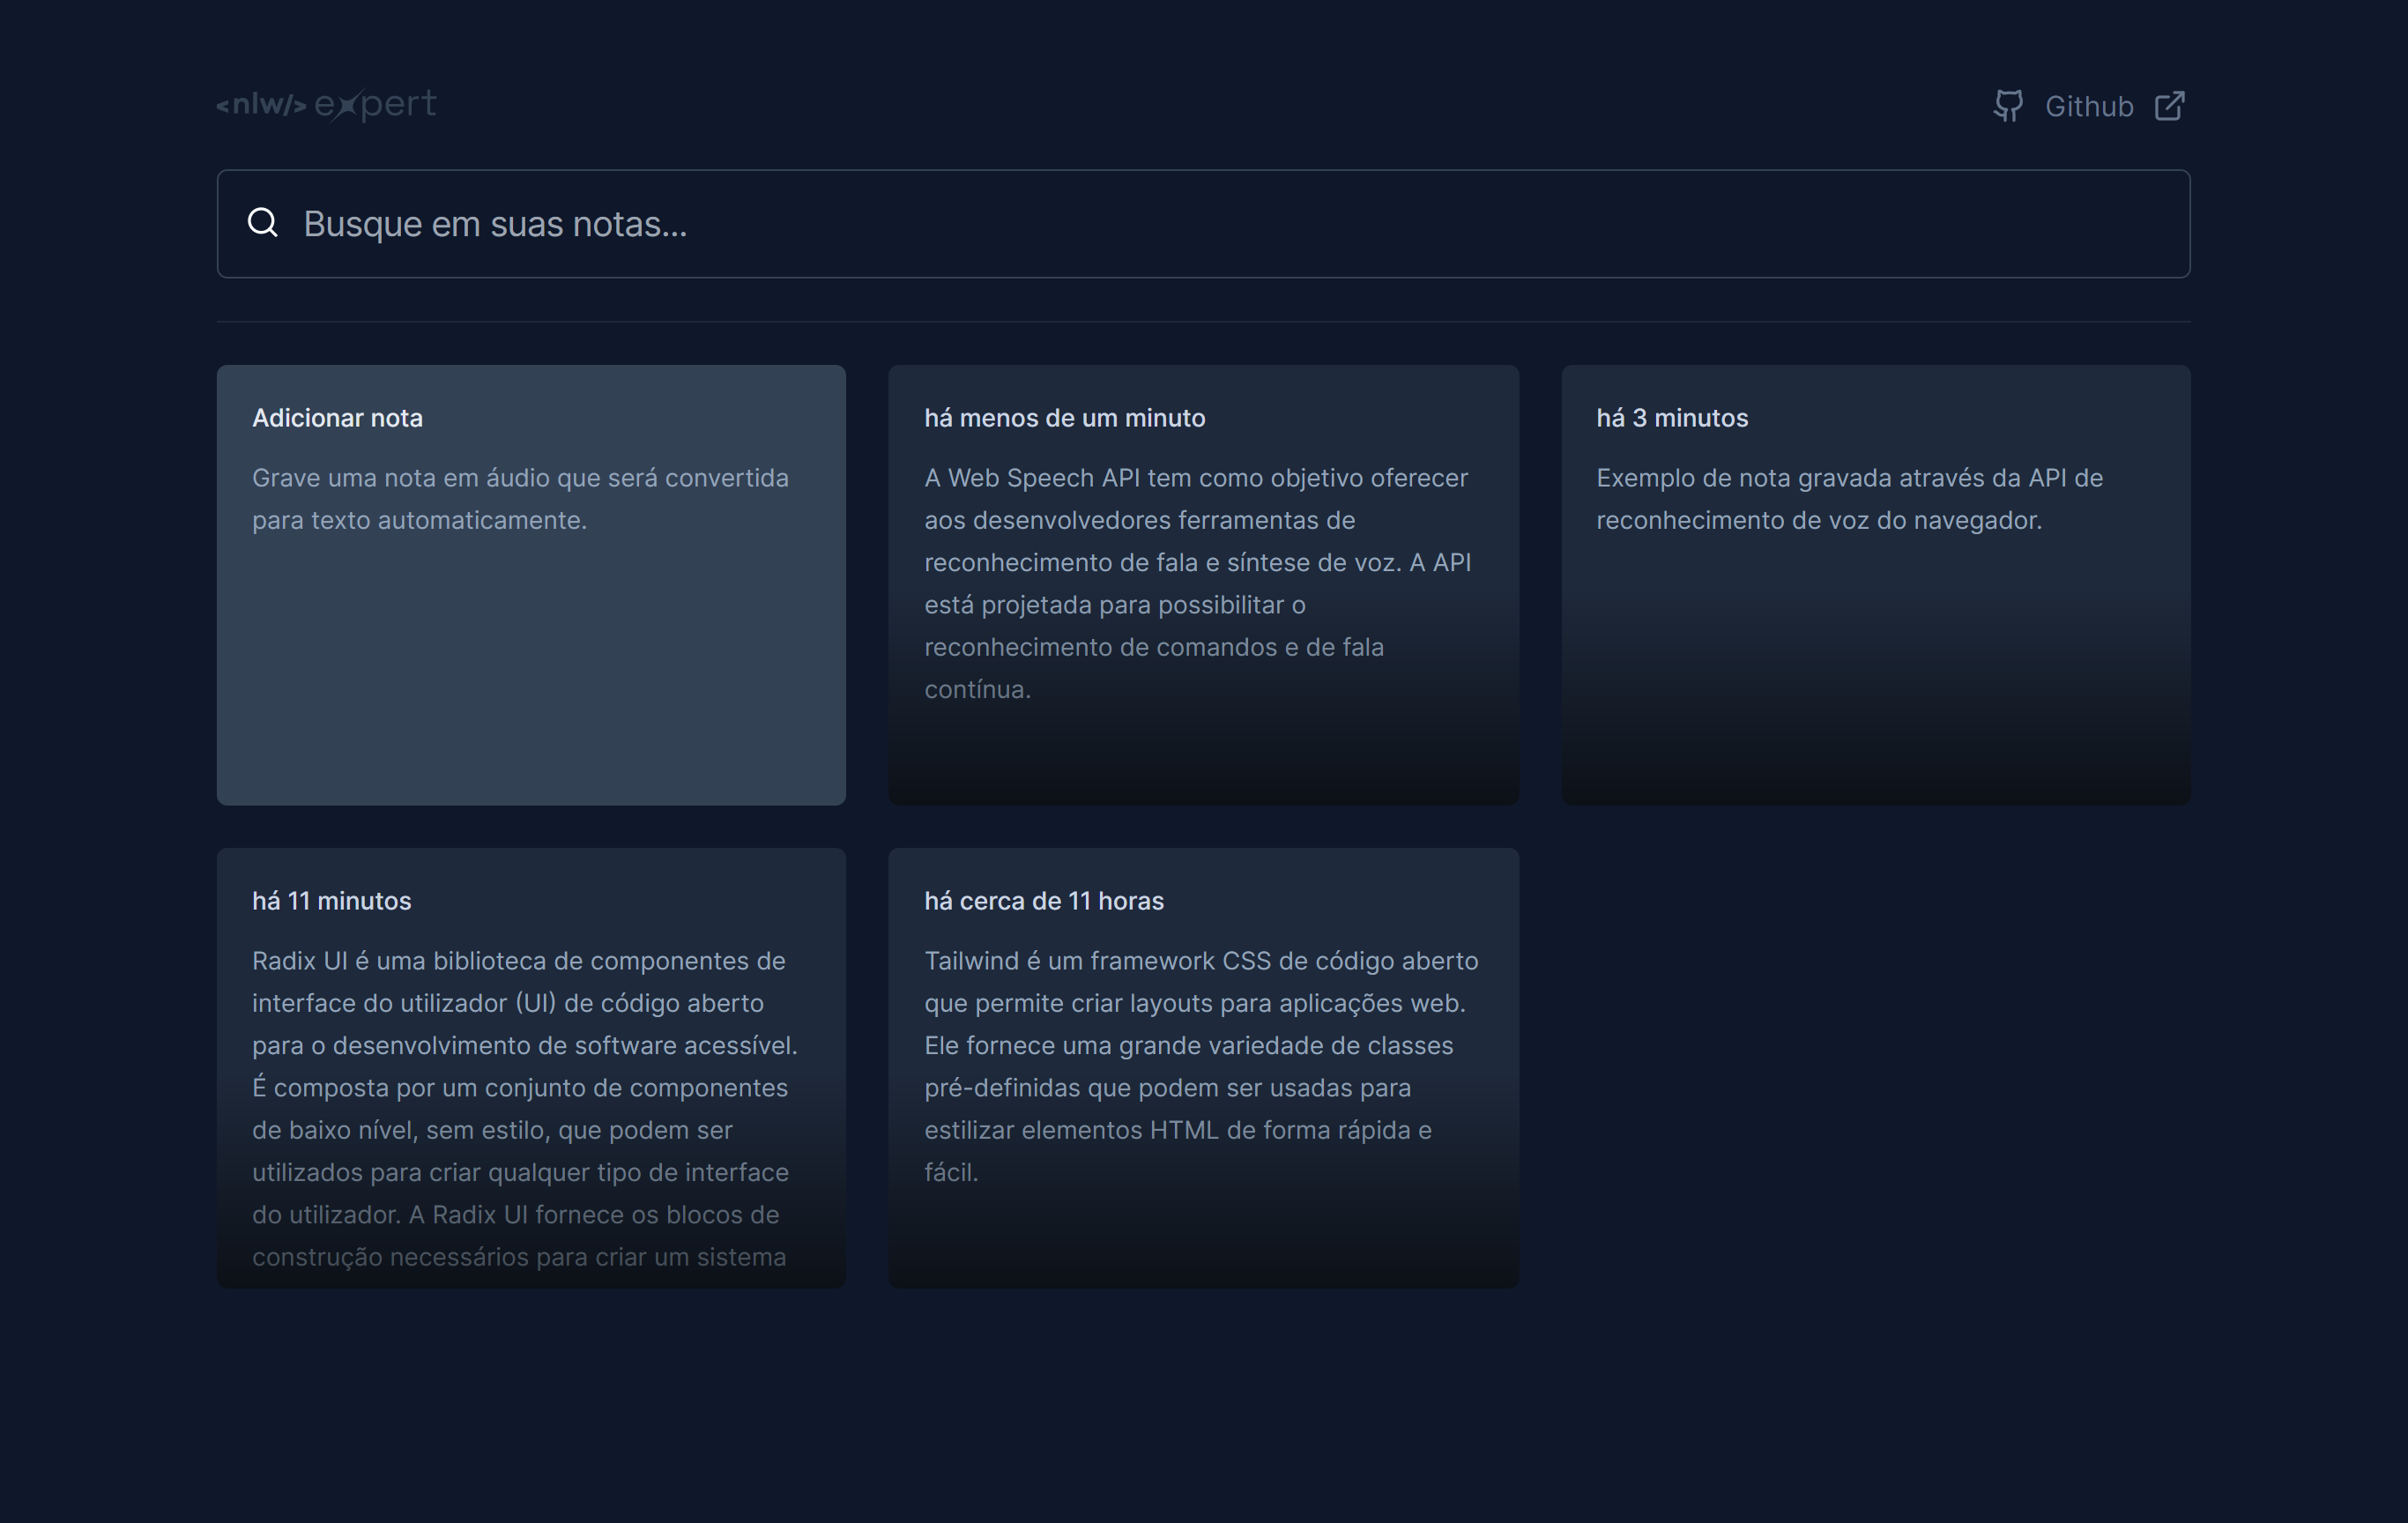 <nlw/> expert
Github
Busque em suas notas...
Adicionar nota
Grave uma nota em áudio que será convertida
para texto automaticamente.
há menos de um minuto
A Web Speech API tem como objetivo oferecer
aos desenvolvedores ferramentas de
reconhecimento de fala e síntese de voz. A API
está projetada para possibilitar o
reconhecimento de comandos e de fala
contínua.
há 3 minutos
Exemplo de nota gravada através da API de
reconhecimento de voz do navegador.
há 11 minutos
Radix UI é uma biblioteca de componentes de
interface do utilizador (UI) de código aberto
para o desenvolvimento de software acessível.
É composta por um conjunto de componentes
de baixo nível, sem estilo, que podem ser
utilizados para criar qualquer tipo de interface
do utilizador. A Radix UI fornece os blocos de
construção necessários para criar um sistema
há cerca de 11 horas
Tailwind é um framework CSS de código aberto
que permite criar layouts para aplicações web.
Ele fornece uma grande variedade de classes
pré-definidas que podem ser usadas para
estilizar elementos HTML de forma rápida e
fácil.